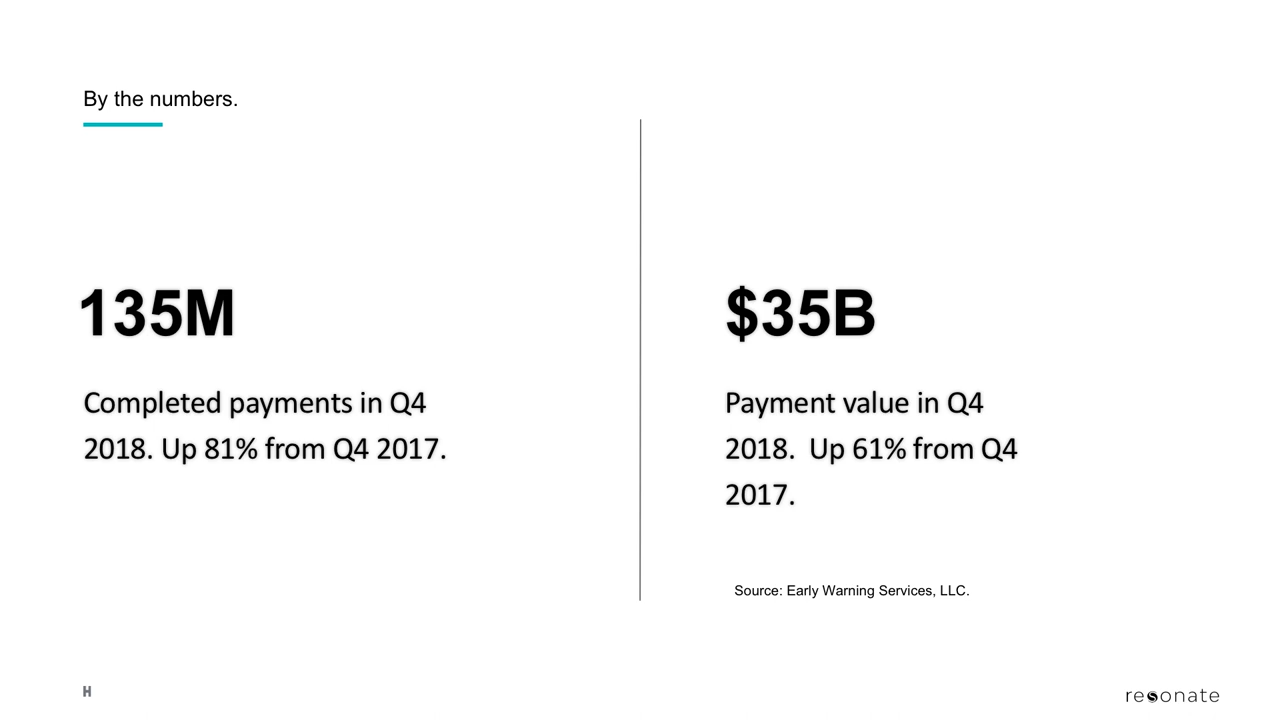 By the numbers.
135M
Completed payments in Q4
2018. Up 81% from Q4 2017.
$35B
Payment value in Q4
2018.  Up 61% from Q4
2017.
Source: Early Warning Services, LLC.
H
resonate